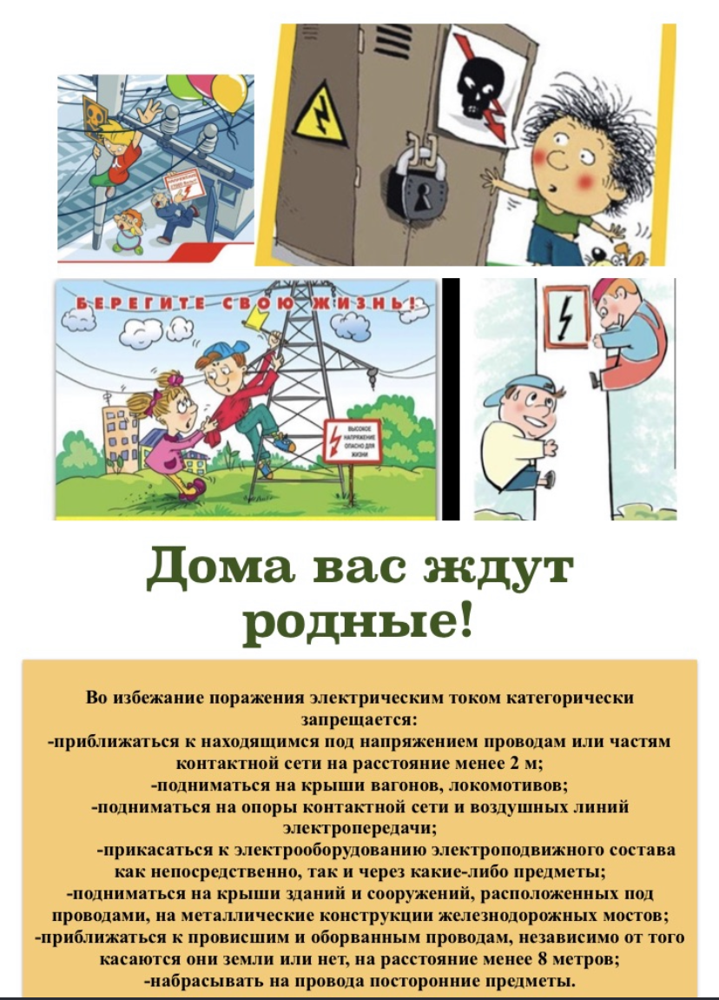 БЕРЕГИТЕ СВОЮ ЖИЗНЬ!
ВЫСОКОЕ
НАПРЯЖЕНИЕ
ОПАСНО ДЛЯ
ЖИЗНИ
Дома вас ждут
родные!
Во избежание поражения электрическим током категорически
запрещается:
-приближаться к находящимся под напряжением проводам или частям
контактной сети на расстояние менее 2 м;
-подниматься на крыши вагонов, локомотивов;
-подниматься на опоры контактной сети и воздушных линий
электропередачи;
-прикасаться к электрооборудованию электроподвижного состава
как непосредственно, так и через какие-либо предметы;
-подниматься на крыши зданий и сооружений, расположенных под
проводами, на металлические конструкции железнодорожных мостов;
-приближаться к провисшим и оборванным проводам, независимо от того
касаются они земли или нет, на расстояние менее 8 метров;
-набрасывать на провода посторонние предметы.